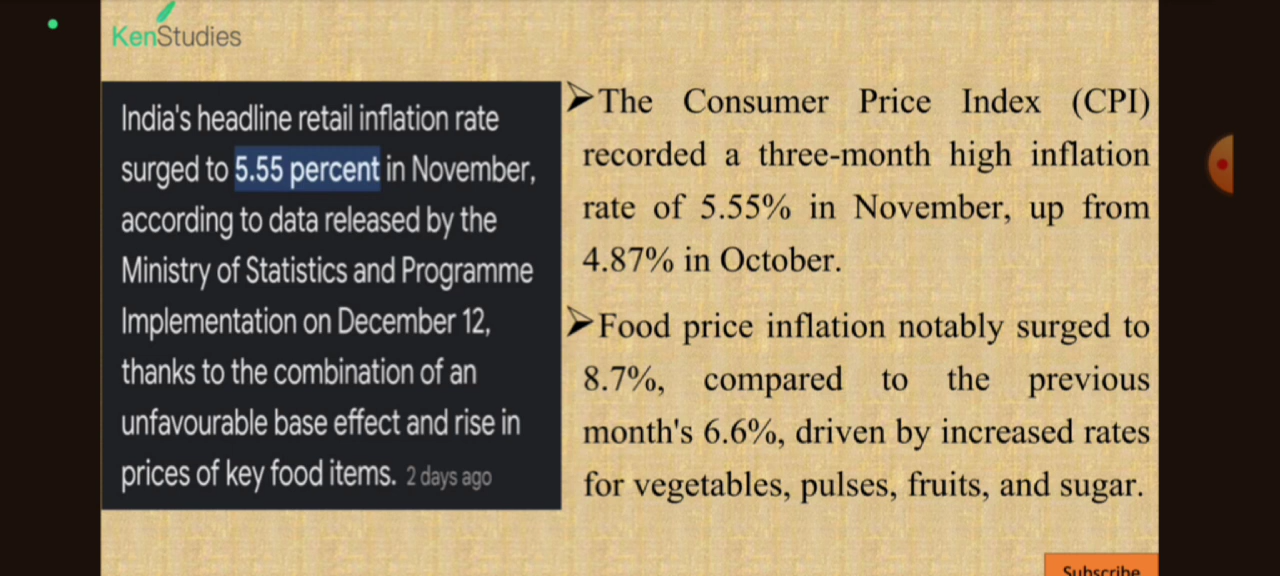 KenStudies
India's headline retail inflation rate
surged to 5.55 percent in November,
according to data released by the
Ministry of Statistics and Programme
Implementation on December 12,
thanks to the combination of an
unfavourable base effect and rise in
prices of key food items. 2 days ago
➢The Consumer Price Index (CPI)
recorded a three-month high inflation
rate of 5.55% in November, up from
4.87% in October.
➢Food price inflation notably surged to
8.7%, compared to the previous
month's 6.6%, driven by increased rates
for vegetables, pulses, fruits, and sugar.
Subscribe